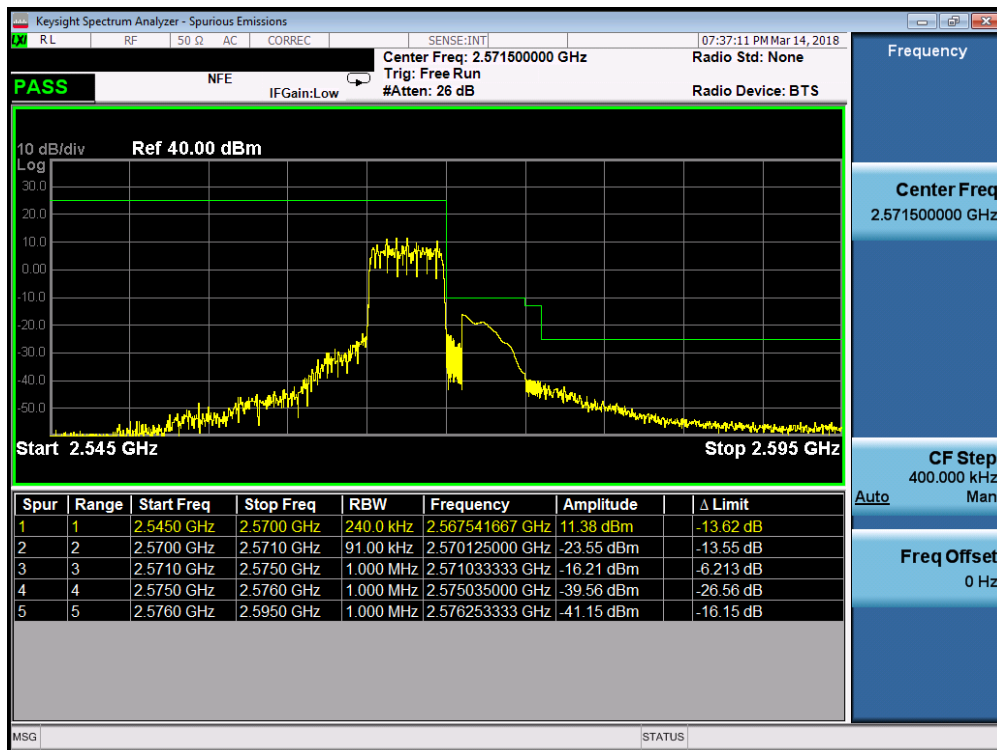 Keysight Spectrum Analyzer - Spurious Emissions
LXI RL RF 50 Ω AC CORREC SENSE:INT 07:37:11 PM Mar 14, 2018
Frequency
Center Freq: 2.571500000 GHz Radio Std: None
NFE Trig: Free Run
PASS IFGain:Low #Atten: 26 dB Radio Device: BTS
10 dB/div Ref 40.00 dBm
Log
30.0
20.0
10.0
0.00
-10.0
-20.0
-30.0
-40.0
-50.0
Start 2.545 GHz Stop 2.595 GHz
Center Freq
2.571500000 GHz
CF Step
400.000 kHz
Auto Man
Freq Offset
0 Hz
Spur Range Start Freq Stop Freq RBW Frequency Amplitude Δ Limit
1 1 2.5450 GHz 2.5700 GHz 240.0 kHz 2.567541667 GHz 11.38 dBm -13.62 dB
2 2 2.5700 GHz 2.5710 GHz 91.00 kHz 2.570125000 GHz -23.55 dBm -13.55 dB
3 3 2.5710 GHz 2.5750 GHz 1.000 MHz 2.571033333 GHz -16.21 dBm -6.213 dB
4 4 2.5750 GHz 2.5760 GHz 1.000 MHz 2.575035000 GHz -39.56 dBm -26.56 dB
5 5 2.5760 GHz 2.5950 GHz 1.000 MHz 2.576253333 GHz -41.15 dBm -16.15 dB
MSG STATUS